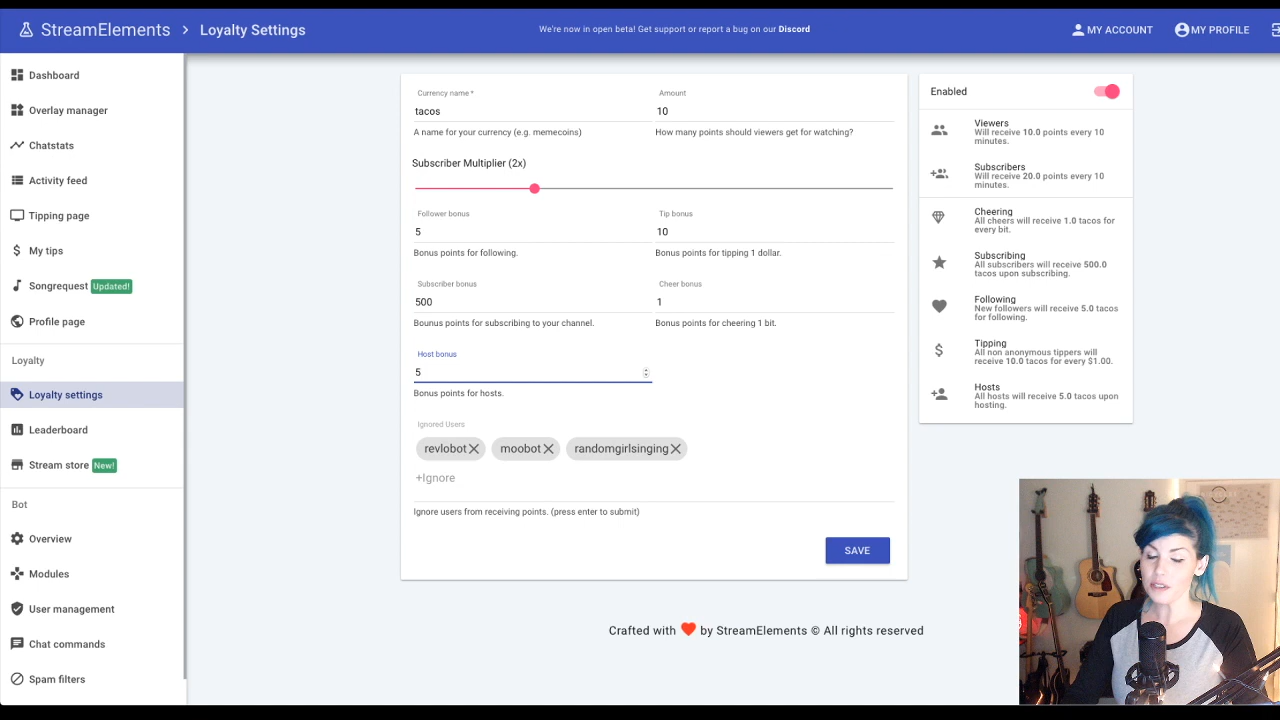 StreamElements > Loyalty Settings
We're now in open beta! Get support or report a bug on our Discord
MY ACCOUNT
MY PROFILE
Dashboard
Overlay manager
Chatstats
Activity feed
Tipping page
My tips
Songrequest Updated!
Profile page
Loyalty
Loyalty settings
Leaderboard
Stream store New!
Bot
Overview
Modules
User management
Chat commands
Spam filters
Currency name *
tacos
A name for your currency (e.g. memecoins)
Amount
10
How many points should viewers get for watching?
Subscriber Multiplier (2x)
Follower bonus
5
Bonus points for following.
Tip bonus
10
Bonus points for tipping 1 dollar.
Subscriber bonus
500
Bounus points for subscribing to your channel.
Cheer bonus
1
Bonus points for cheering 1 bit.
Host bonus
5
Bonus points for hosts.
Ignored Users
revlobot
moobot
randomgirlsinging
+Ignore
Ignore users from receiving points. (press enter to submit)
SAVE
Enabled
Viewers
Will receive 10.0 points every 10
minutes.
Subscribers
Will receive 20.0 points every 10
minutes.
Cheering
All cheers will receive 1.0 tacos for
every bit.
Subscribing
All subscribers will receive 500.0
tacos upon subscribing.
Following
New followers will receive 5.0 tacos
for following.
Tipping
All non anonymous tippers will
receive 10.0 tacos for every $1.00.
Hosts
All hosts will receive 5.0 tacos upon
hosting.
Crafted with ❤ by StreamElements © All rights reserved